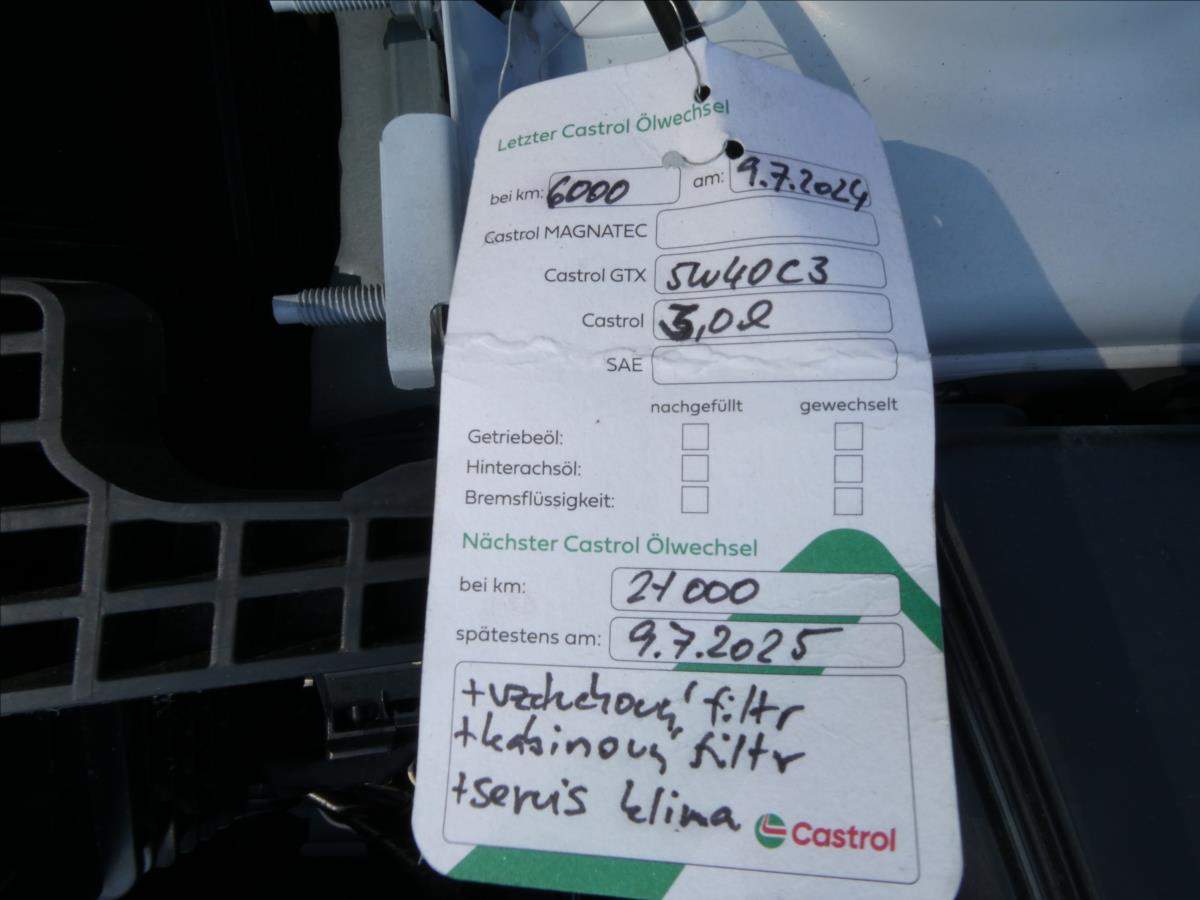 Letzter Castrol Ölwechsel
bei km: 6000 am: 9.7.2024
Castrol MAGNATEC
Castrol GTX 5W40C3
Castrol 5,0l
SAE
nachgefüllt gewechselt
Getriebeöl:
Hinterachsöl:
Bremsflüssigkeit:
Nächster Castrol Ölwechsel
bei km: 21000
spätestens am: 9.7.2025
+vzduchový filtr
+kabinový filtr
+servis klima
Castrol